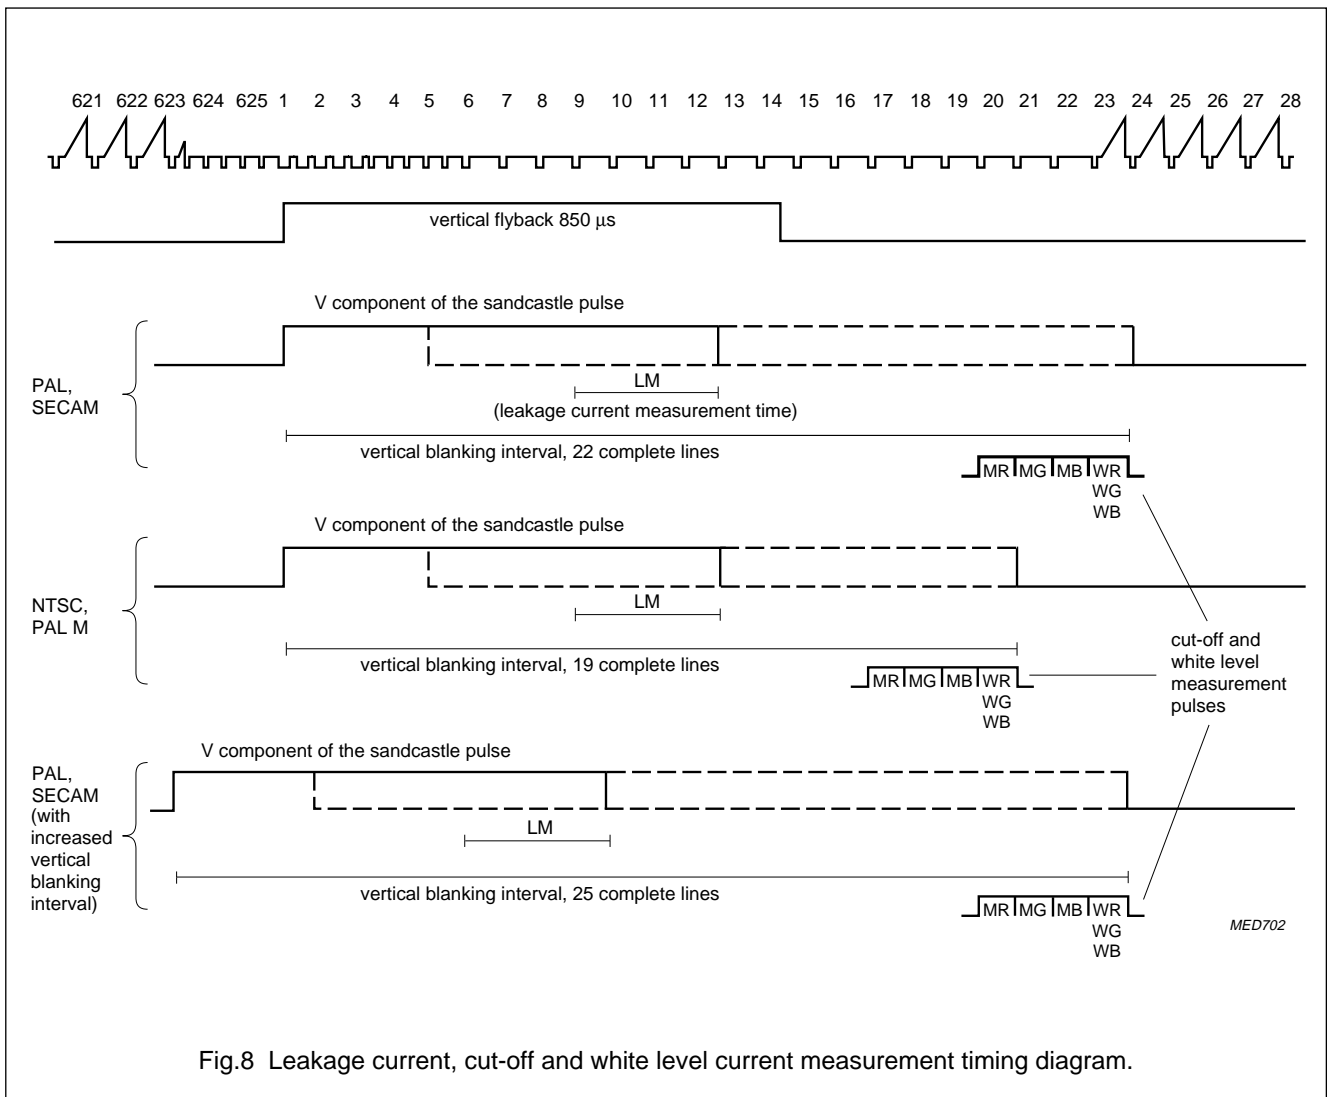 621 622 623 624 625 1 2 3 4 5 6 7 8 9 10 11 12 13 14 15 16 17 18 19 20 21 22 23 24 25 26 27 28
vertical flyback 850 µs
V component of the sandcastle pulse
PAL,
SECAM
LM
(leakage current measurement time)
vertical blanking interval, 22 complete lines
MR MG MB WR
WG
WB
V component of the sandcastle pulse
NTSC,
PAL M
LM
vertical blanking interval, 19 complete lines
MR MG MB WR
WG
WB
cut-off and
white level
measurement
pulses
V component of the sandcastle pulse
PAL,
SECAM
(with
increased
vertical
blanking
interval)
LM
vertical blanking interval, 25 complete lines
MR MG MB WR
WG
WB
MED702
Fig.8 Leakage current, cut-off and white level current measurement timing diagram.